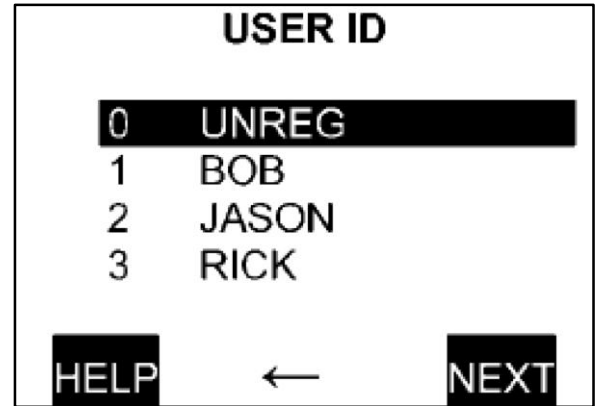 USER ID
0 UNREG
1 BOB
2 JASON
3 RICK
HELP ← NEXT